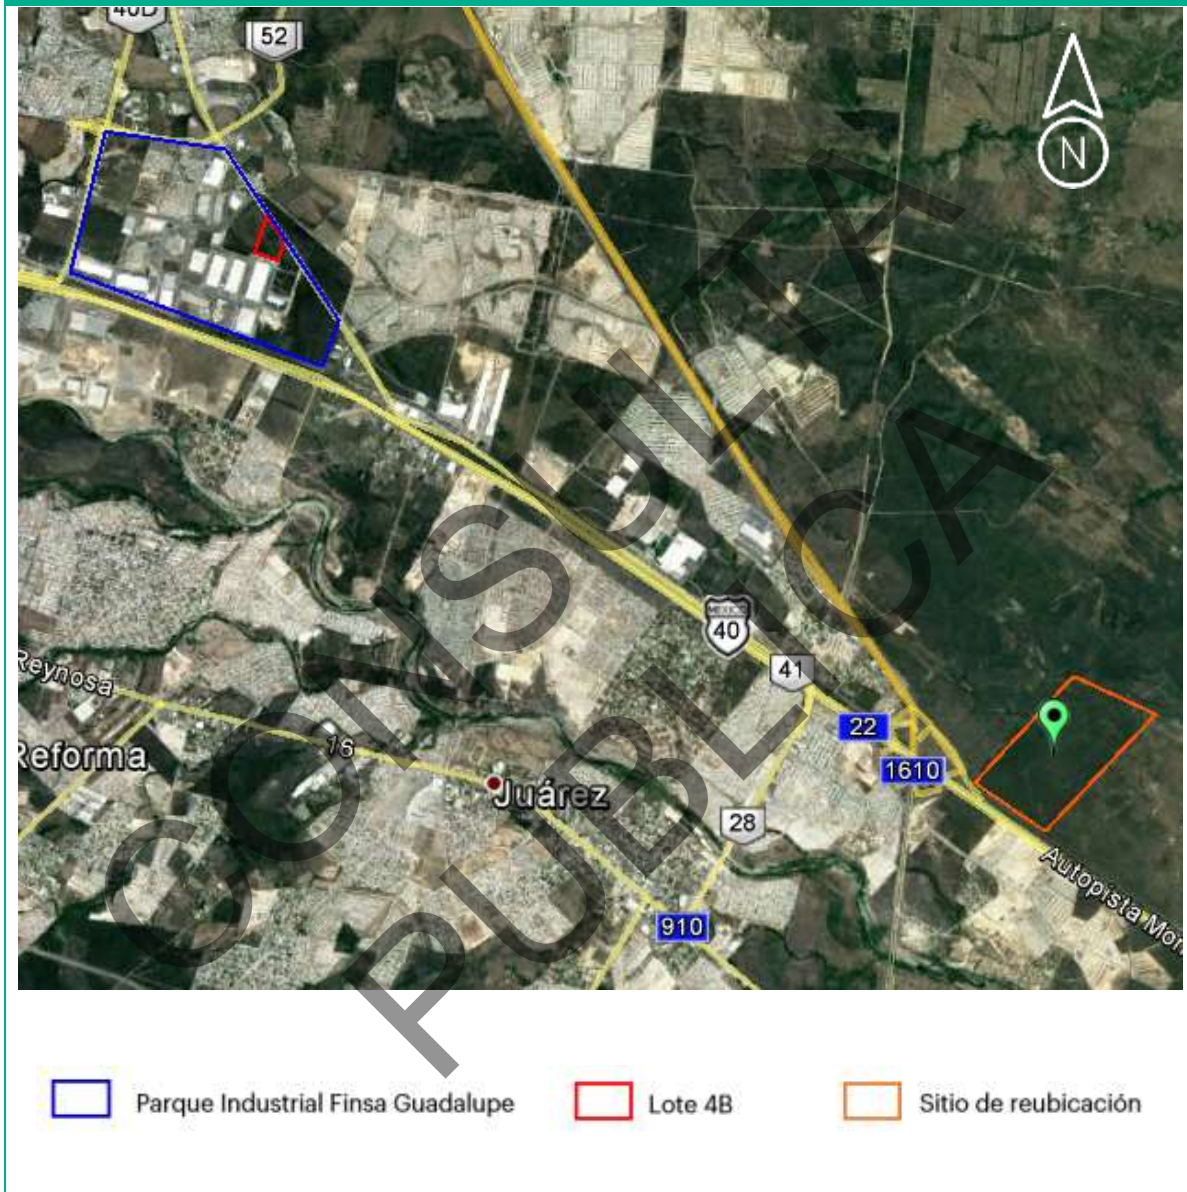 40D
52
N
MEXICO
40
41
22
1610
Reynosa
16
Reforma
Juárez
28
910
Autopista Mon
CONSULTA
PUBLICA
Parque Industrial Finsa Guadalupe
Lote 4B
Sitio de reubicación